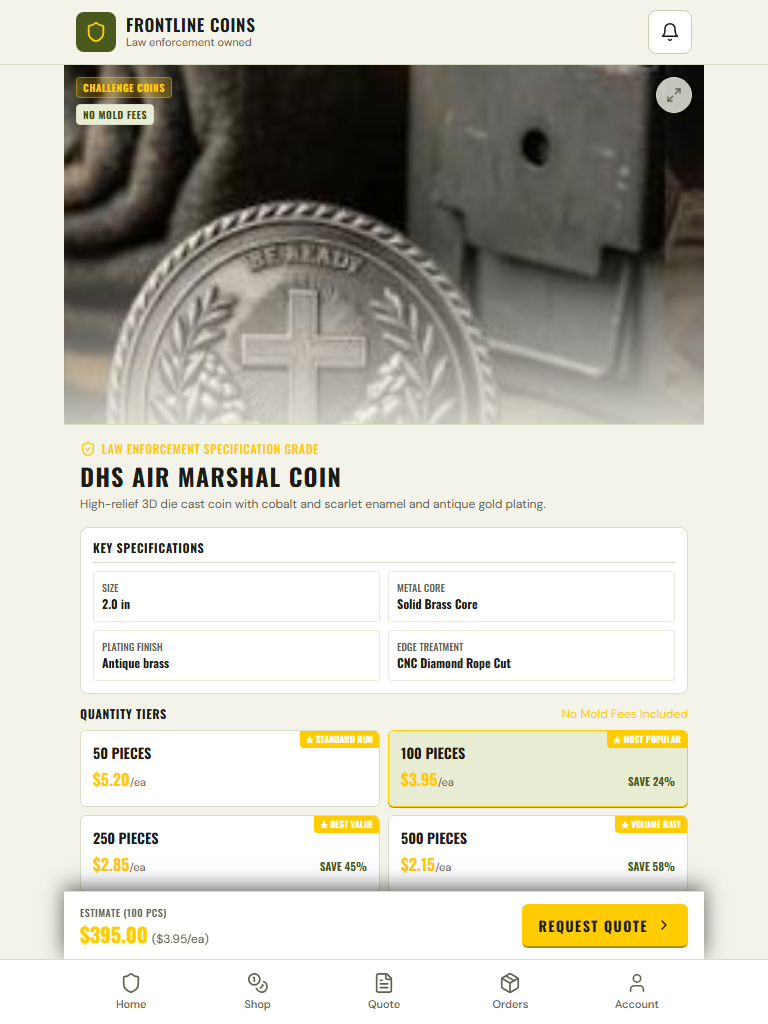 FRONTLINE COINS
Law enforcement owned
CHALLENGE COINS
NO MOLD FEES
BE READY
LAW ENFORCEMENT SPECIFICATION GRADE
DHS AIR MARSHAL COIN
High-relief 3D die cast coin with cobalt and scarlet enamel and antique gold plating.
KEY SPECIFICATIONS
SIZE
2.0 in
METAL CORE
Solid Brass Core
PLATING FINISH
Antique brass
EDGE TREATMENT
CNC Diamond Rope Cut
QUANTITY TIERS
No Mold Fees Included
★ STANDARD RUN
50 PIECES
$5.20/ea
★ MOST POPULAR
100 PIECES
$3.95/ea
SAVE 24%
★ BEST VALUE
250 PIECES
$2.85/ea
SAVE 45%
★ VOLUME RATE
500 PIECES
$2.15/ea
SAVE 58%
ESTIMATE (100 PCS)
$395.00 ($3.95/ea)
REQUEST QUOTE
Home
Shop
Quote
Orders
Account